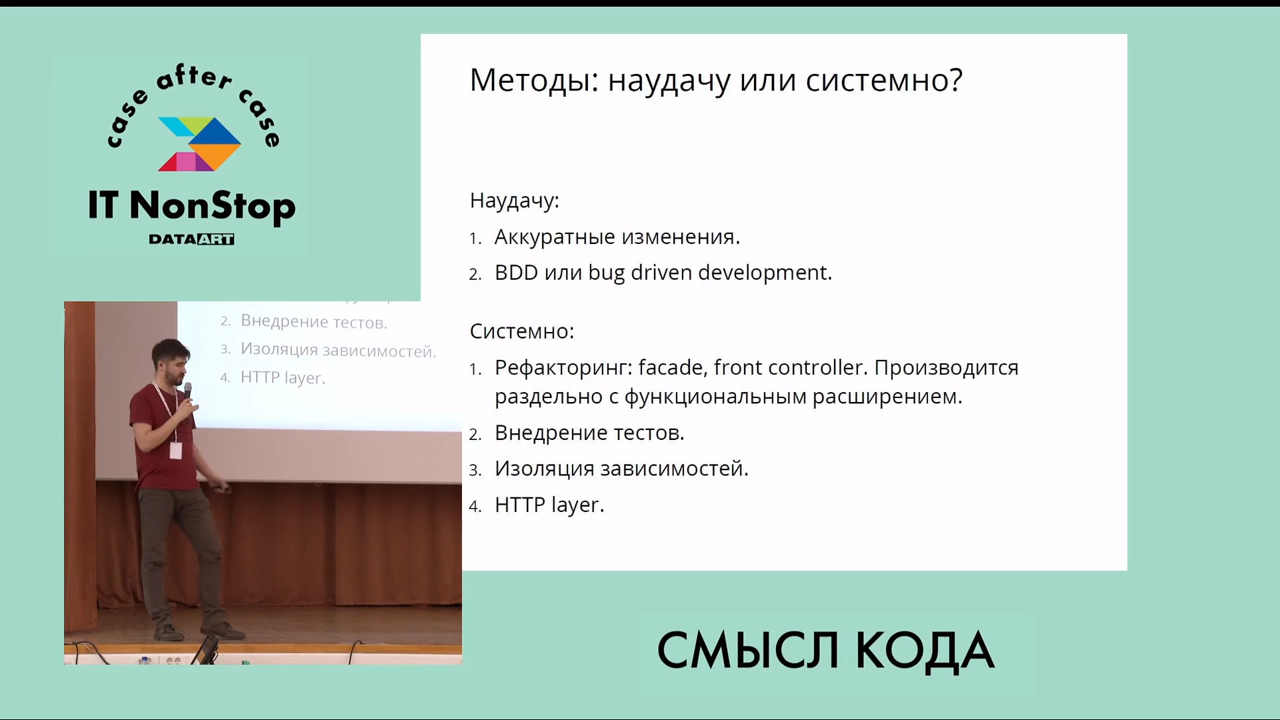 case after case
IT NonStop
DATAART
Методы: наудачу или системно?
Наудачу:
1. Аккуратные изменения.
2. BDD или bug driven development.
Системно:
1. Рефакторинг: facade, front controller. Производится
раздельно с функциональным расширением.
2. Внедрение тестов.
3. Изоляция зависимостей.
4. HTTP layer.
2. Внедрение тестов.
3. Изоляция зависимостей.
4. HTTP layer.
СМЫСЛ КОДА